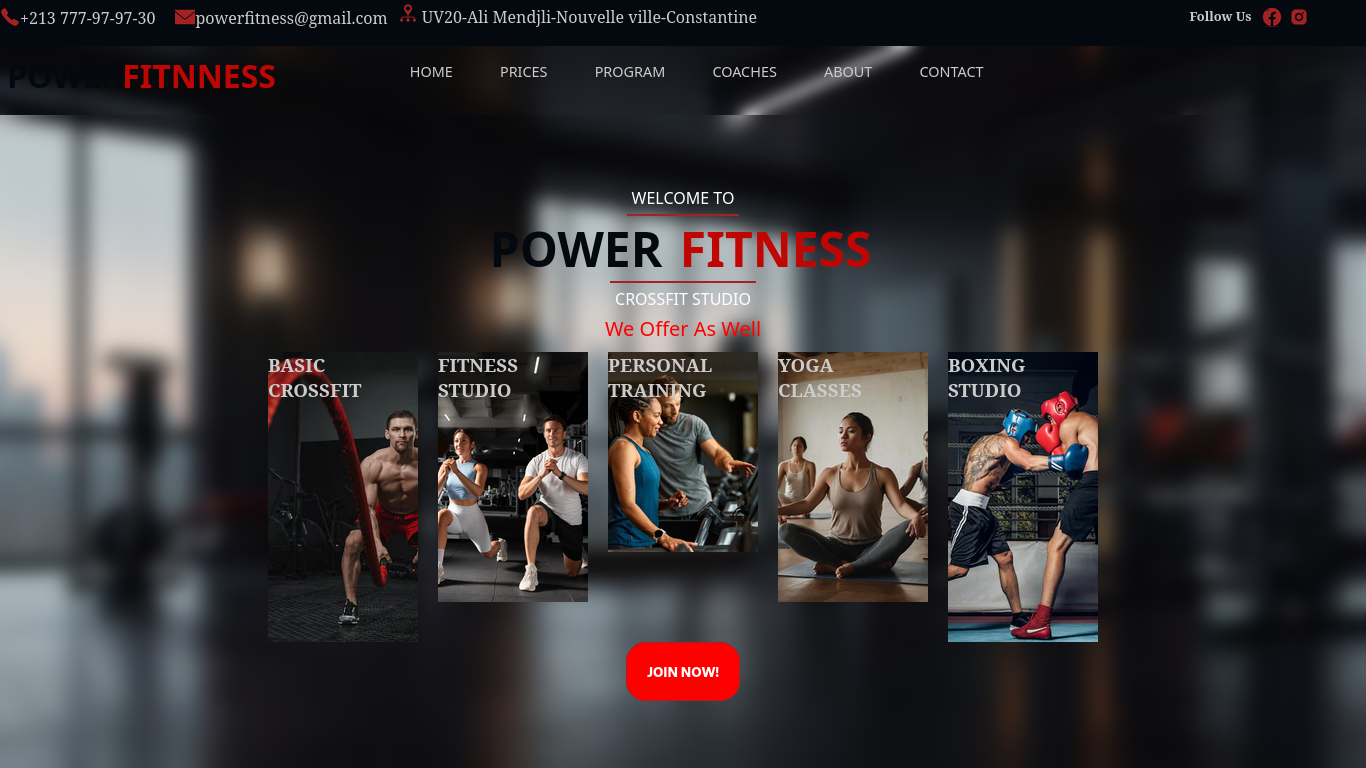 +213 777-97-97-30 powerfitness@gmail.com UV20-Ali Mendjli-Nouvelle ville-Constantine Follow Us
POWER FITNNESS HOME PRICES PROGRAM COACHES ABOUT CONTACT
WELCOME TO
POWER FITNESS
CROSSFIT STUDIO
We Offer As Well
BASIC
CROSSFIT
FITNESS
STUDIO
PERSONAL
TRAINING
YOGA
CLASSES
BOXING
STUDIO
JOIN NOW!